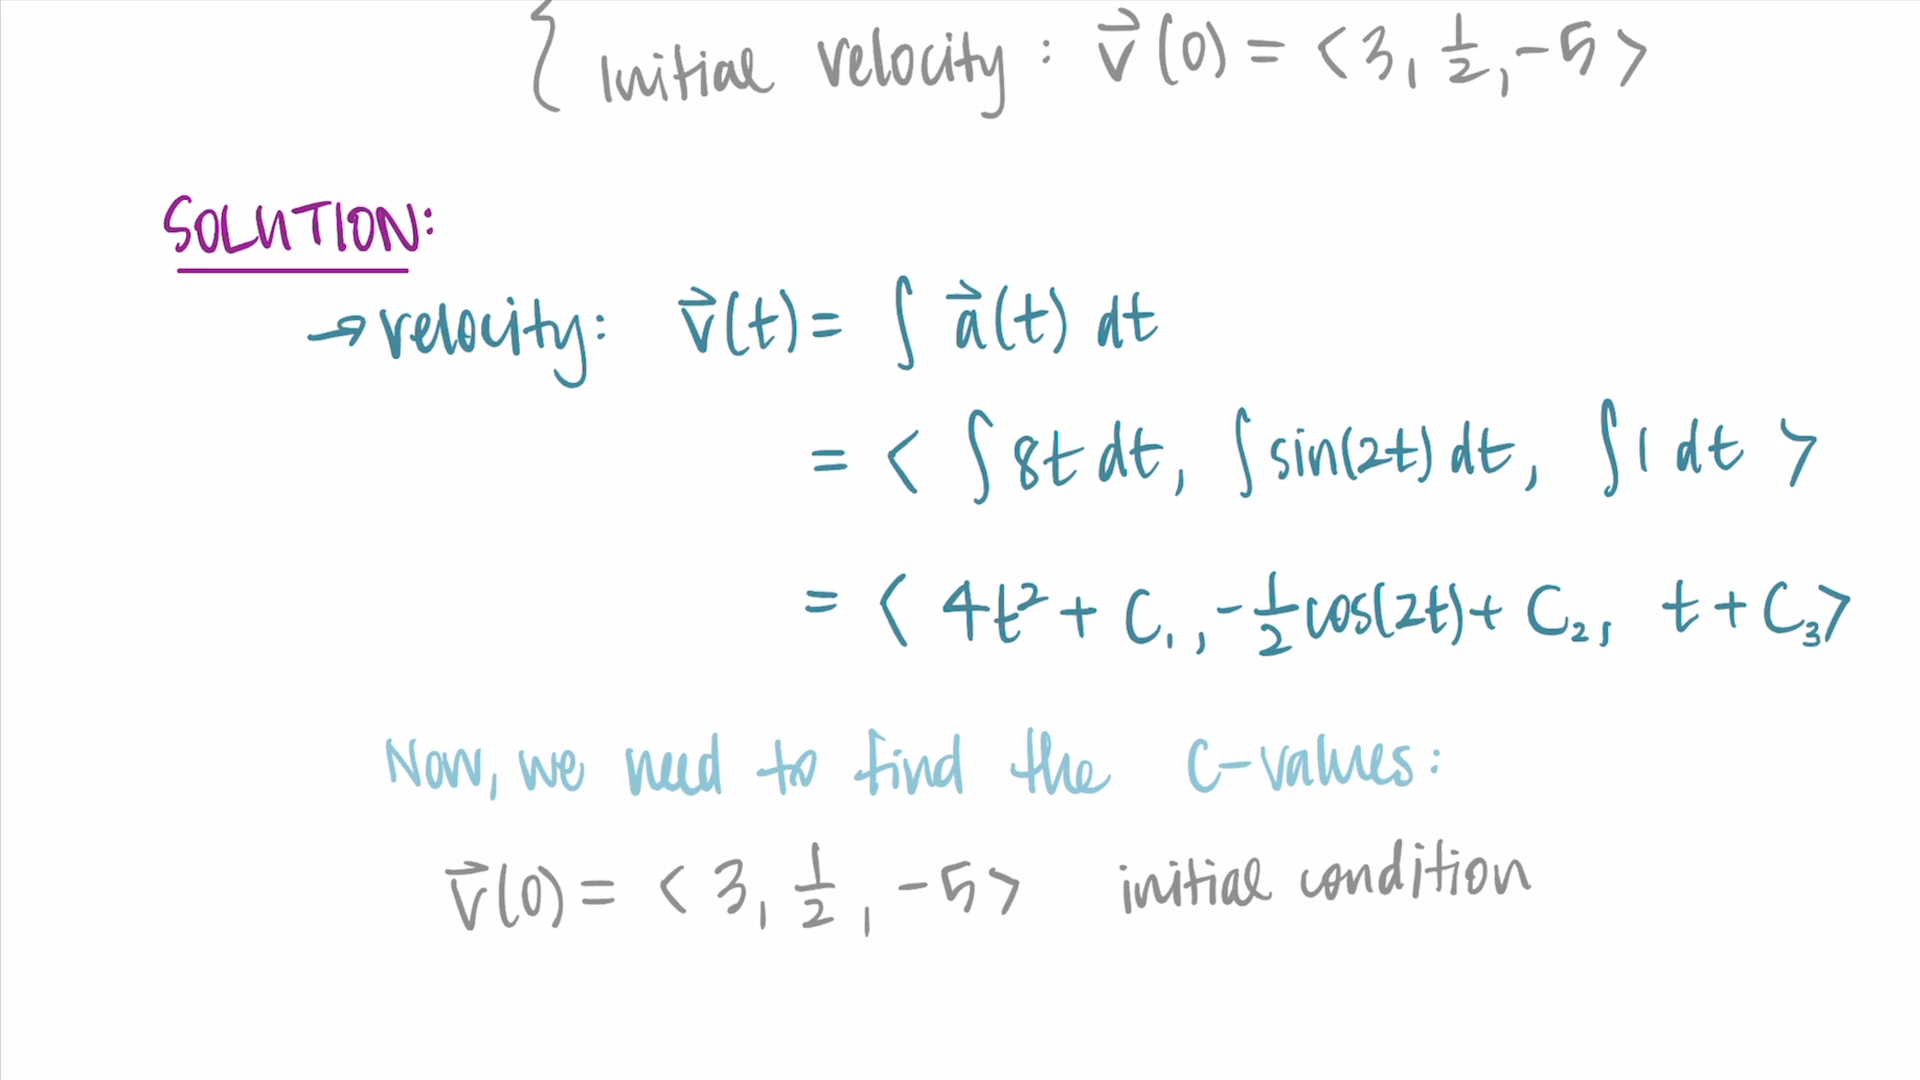 { Initial velocity : v⃗(0) = < 3, 1/2, -5 >
SOLUTION:
→ velocity: v⃗(t) = ∫ a⃗(t) dt
= < ∫ 8t dt, ∫ sin(2t) dt, ∫ 1 dt >
= < 4t² + C₁, -1/2 cos(2t) + C₂, t + C₃ >
Now, we need to find the C-values:
v⃗(0) = < 3, 1/2, -5 > initial condition